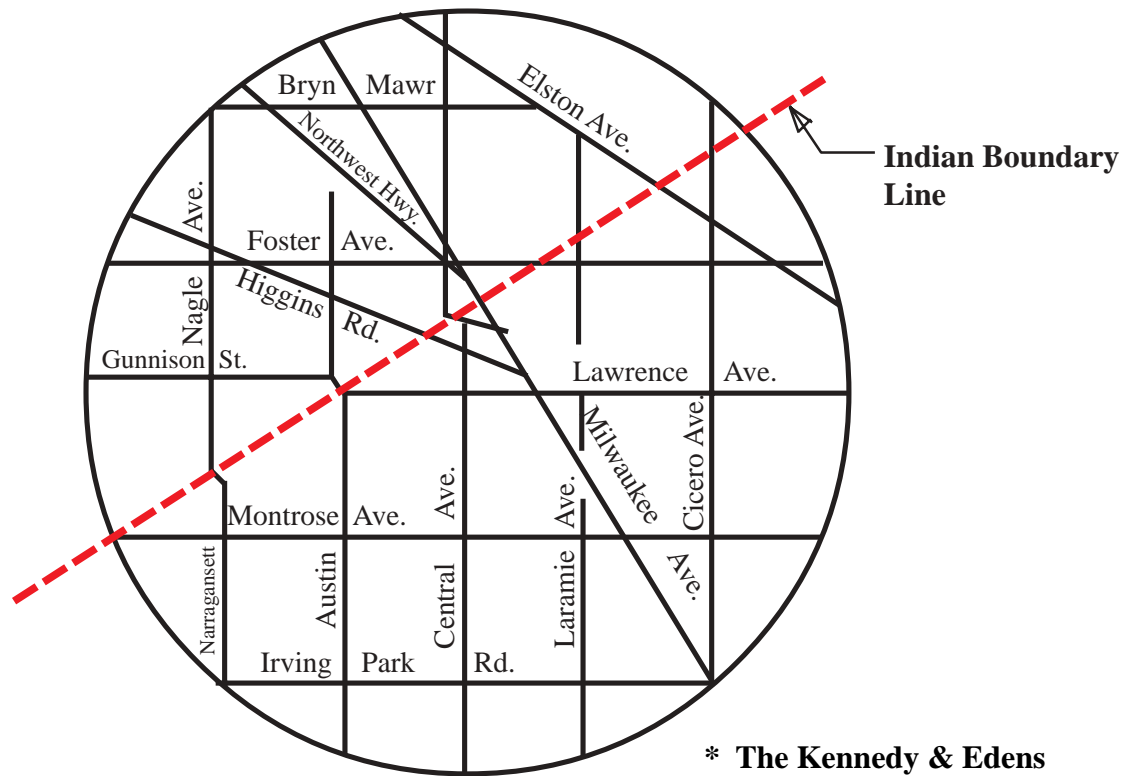 Bryn Mawr
Elston Ave.
Northwest Hwy.
Indian Boundary
Line
Nagle Ave.
Foster Ave.
Higgins Rd.
Gunnison St.
Lawrence Ave.
Milwaukee Ave.
Cicero Ave.
Montrose Ave.
Narragansett
Austin
Central Ave.
Laramie Ave.
Irving Park Rd.
* The Kennedy & Edens